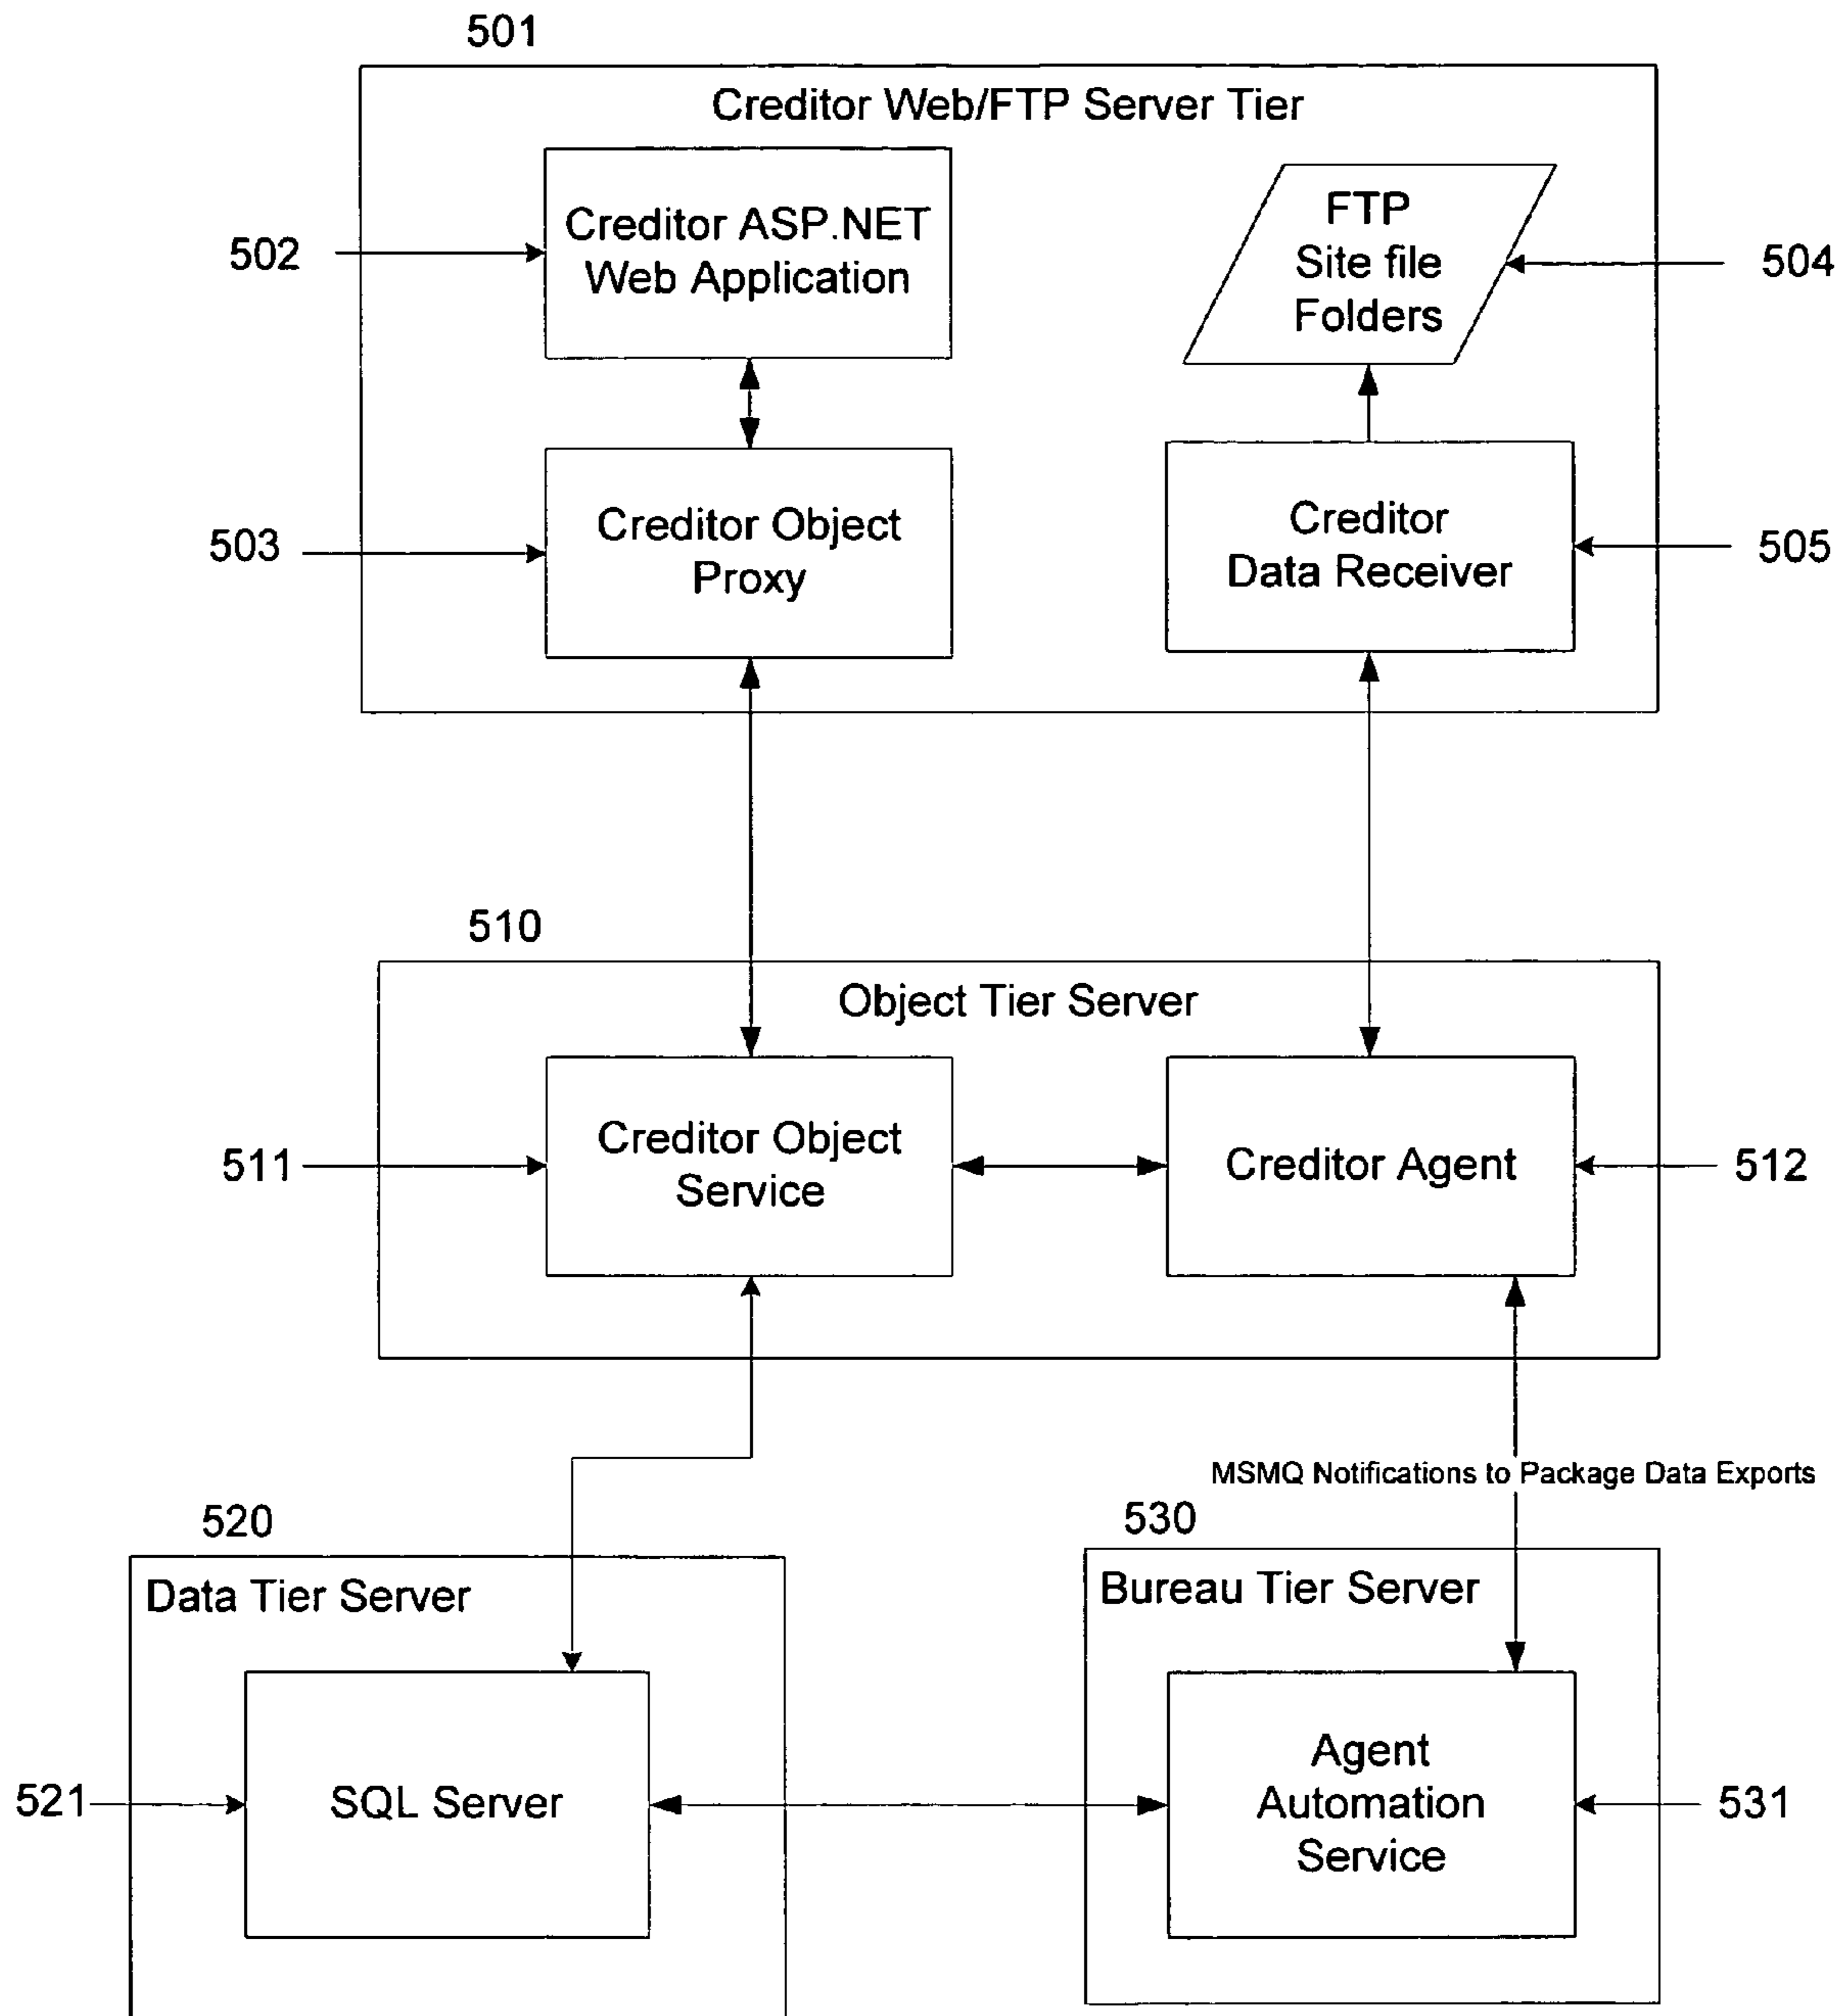 501
Creditor Web/FTP Server Tier
Creditor ASP.NET
Web Application
502
FTP
Site file
Folders
504
Creditor Object
Proxy
503
Creditor
Data Receiver
505
510
Object Tier Server
Creditor Object
Service
511
Creditor Agent
512
MSMQ Notifications to Package Data Exports
520
Data Tier Server
530
Bureau Tier Server
521
SQL Server
Agent
Automation
Service
531